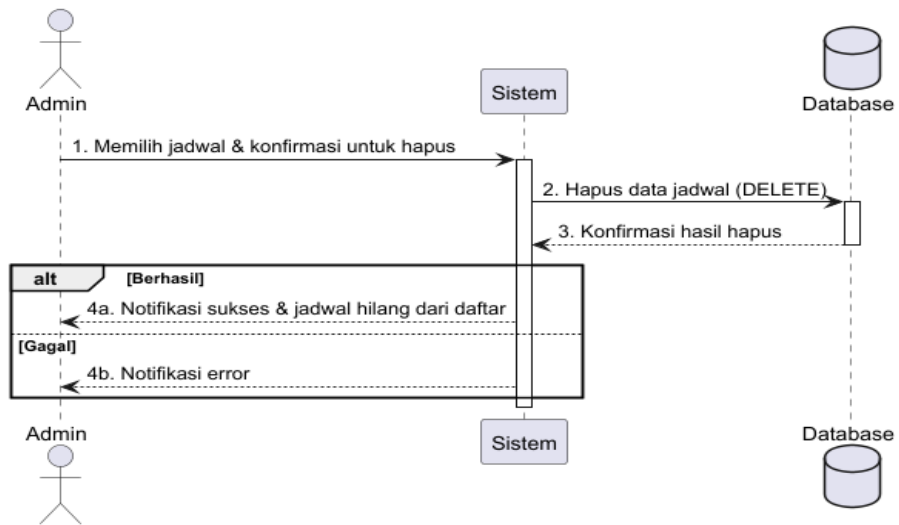 Admin
Sistem
Database
1. Memilih jadwal & konfirmasi untuk hapus
2. Hapus data jadwal (DELETE)
3. Konfirmasi hasil hapus
alt
[Berhasil]
4a. Notifikasi sukses & jadwal hilang dari daftar
[Gagal]
4b. Notifikasi error
Admin
Sistem
Database